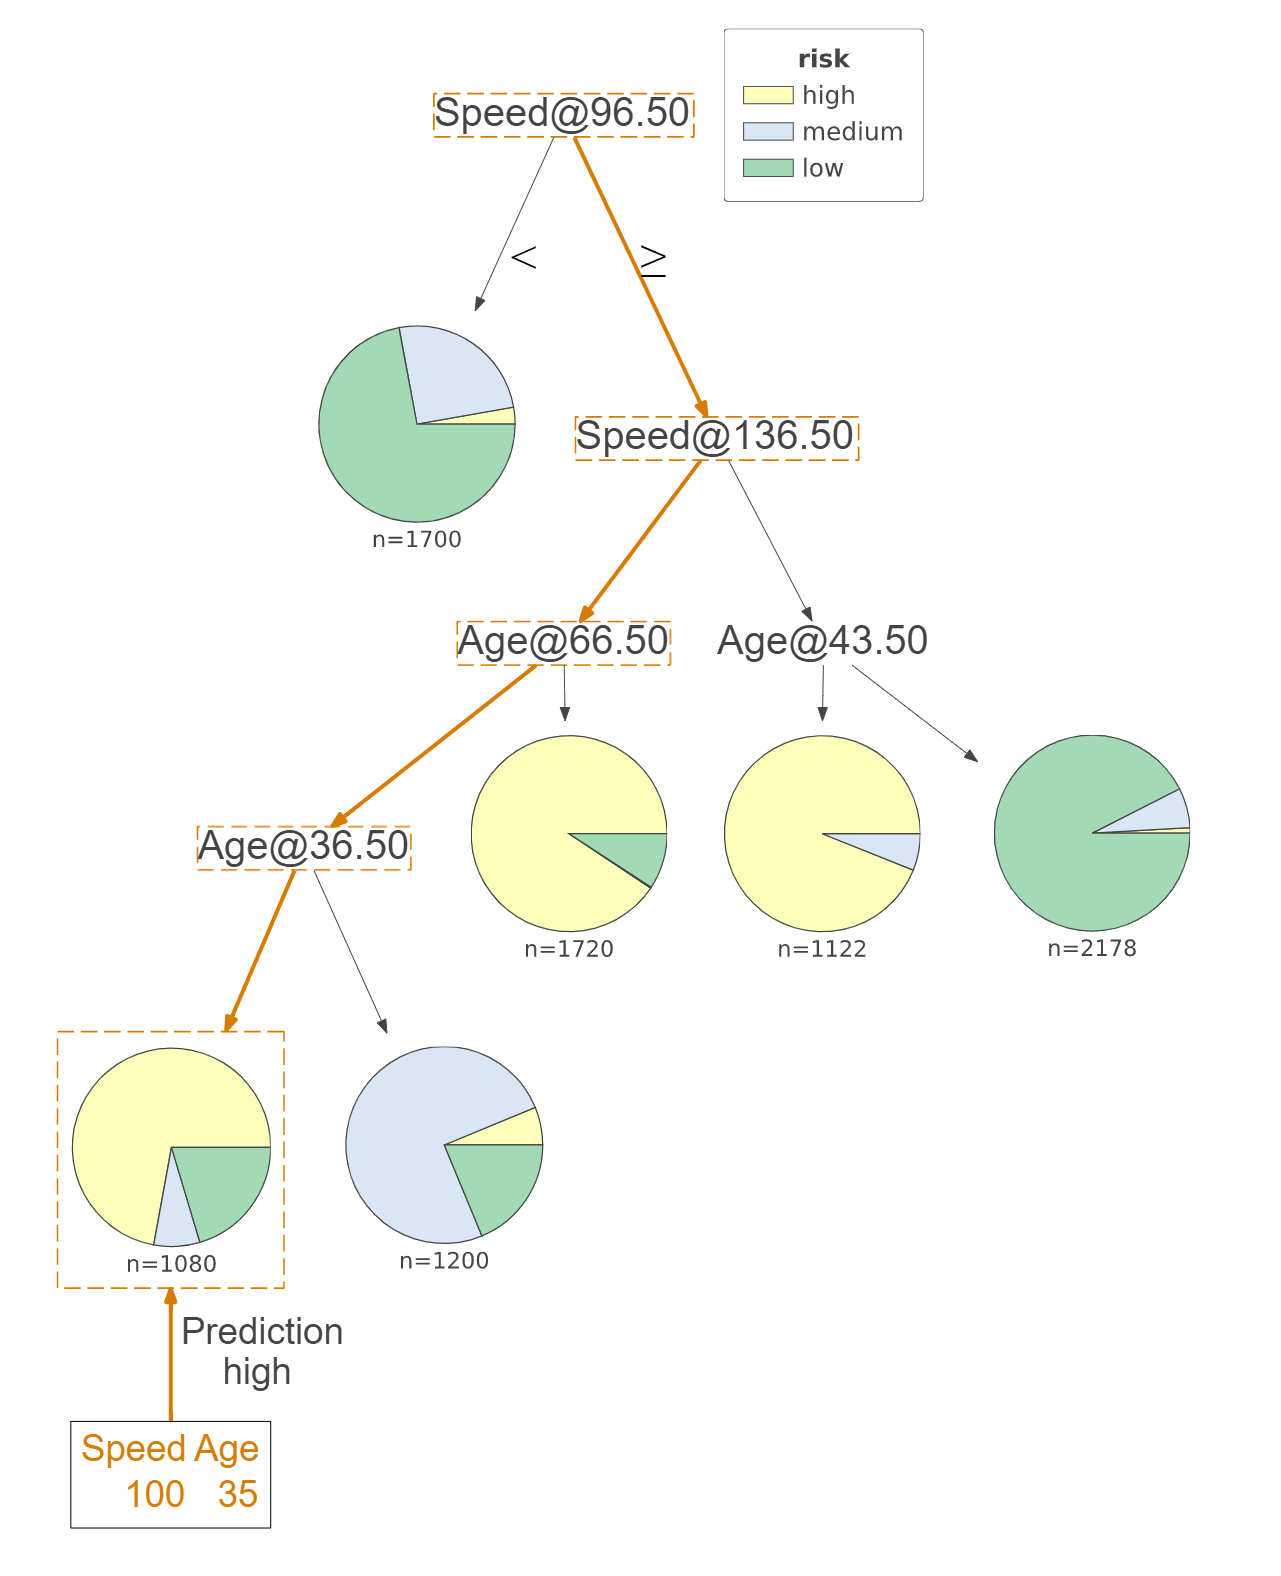 risk
high
medium
low
Speed@96.50
<
≥
Speed@136.50
n=1700
Age@66.50
Age@43.50
Age@36.50
n=1720
n=1122
n=2178
n=1080
n=1200
Prediction
high
Speed Age
100 35